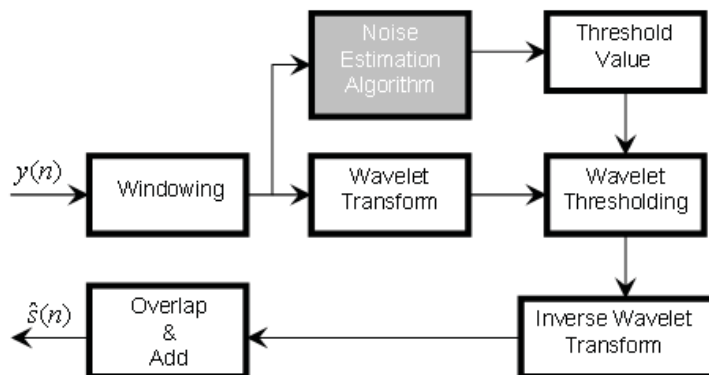 Noise
Estimation
Algorithm
Threshold
Value
y(n)
Windowing
Wavelet
Transform
Wavelet
Thresholding
ŝ(n)
Overlap
&
Add
Inverse Wavelet
Transform